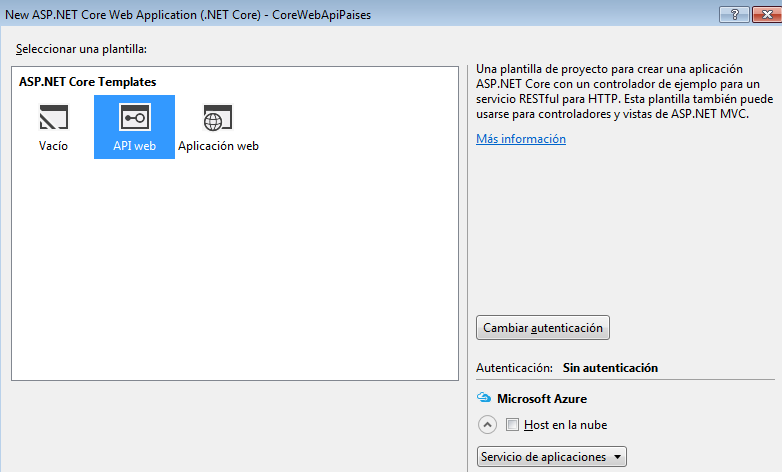 New ASP.NET Core Web Application (.NET Core) - CoreWebApiPaises
Seleccionar una plantilla:
ASP.NET Core Templates
Vacío
API web
Aplicación web
Una plantilla de proyecto para crear una aplicación
ASP.NET Core con un controlador de ejemplo para un
servicio RESTful para HTTP. Esta plantilla también puede
usarse para controladores y vistas de ASP.NET MVC.
Más información
Cambiar autenticación
Autenticación: Sin autenticación
Microsoft Azure
Host en la nube
Servicio de aplicaciones